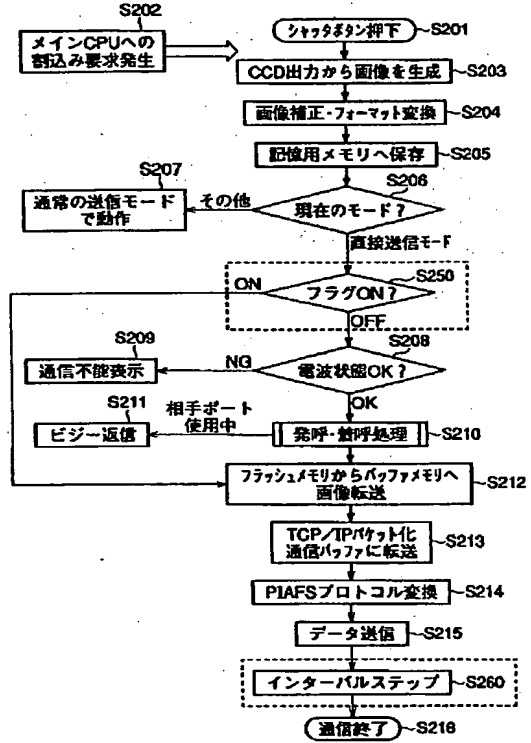 S202
メインCPUへの
割込み要求発生
シャッタボタン押下
S201
CCD出力から画像を生成
S203
画像補正・フォーマット変換
S204
記憶用メモリへ保存
S205
S207
通常の送信モード
で動作
その他
S206
現在のモード?
直接送信モード
ON
S250
フラグON?
OFF
S209
通信不能表示
NG
S208
電波状態OK?
OK
S211
ビジー返信
相手ポート
使用中
発呼・着呼処理
S210
フラッシュメモリからバッファメモリへ
画像転送
S212
TCP/IPパケット化
通信バッファに転送
S213
PIAFSプロトコル変換
S214
データ送信
S215
インターバルステップ
S260
通信終了
S216